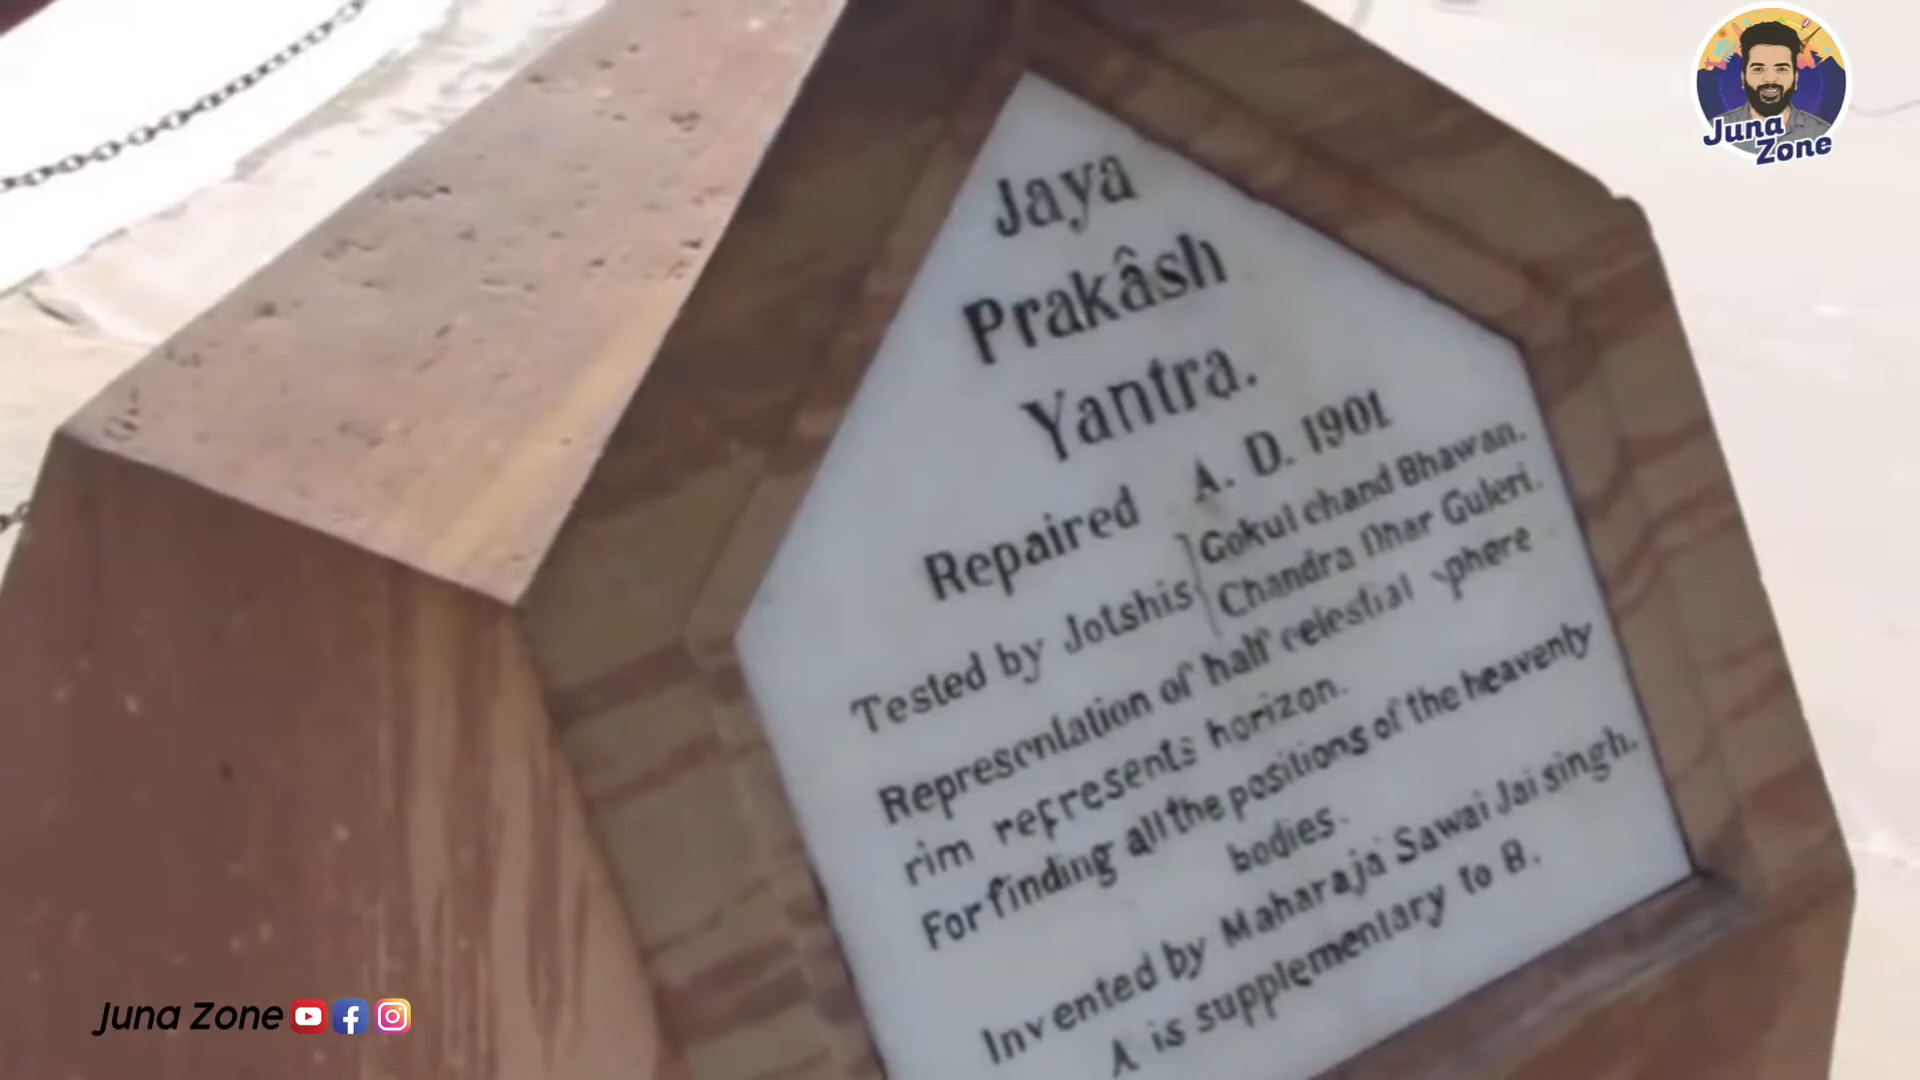 Jaya
Prakâsh
Yantra.
Repaired A. D. 1901
Tested by Jotshis { Gokul chand Bhawan.
Chandra Dhar Guleri.
Representation of half celestial sphere
rim represents horizon.
For finding all the positions of the heavenly
bodies.
Invented by Maharaja Sawai Jai singh.
A is supplementary to B.
Juna
Zone
Juna Zone